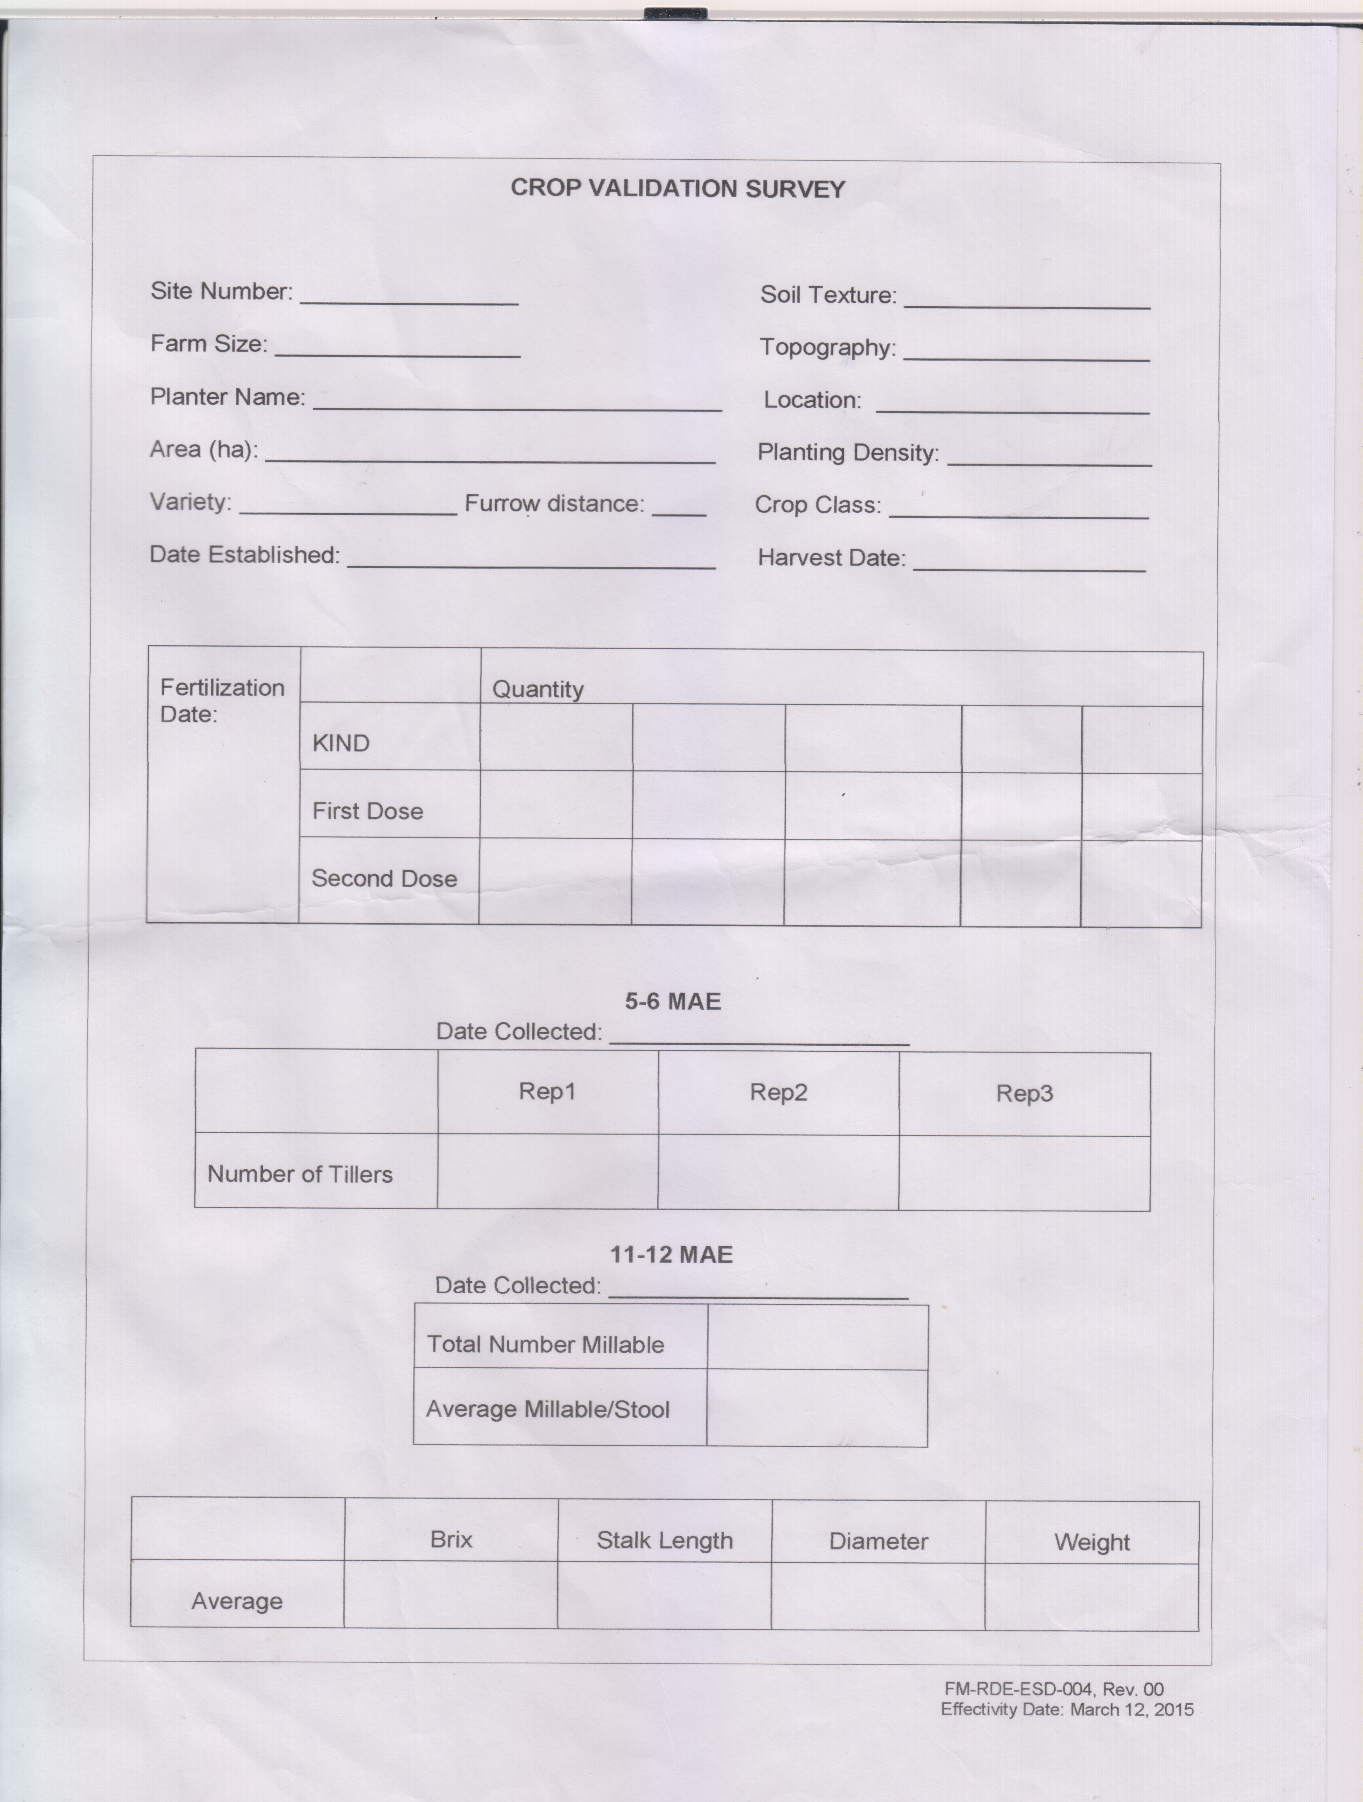 CROP VALIDATION SURVEY
Site Number: Soil Texture:
Farm Size: Topography:
Planter Name: Location:
Area (ha): Planting Density:
Variety: Furrow distance: Crop Class:
Date Established: Harvest Date:
Fertilization Date: Quantity
KIND
First Dose
Second Dose
5-6 MAE
Date Collected:
Rep1 Rep2 Rep3
Number of Tillers
11-12 MAE
Date Collected:
Total Number Millable
Average Millable/Stool
Brix Stalk Length Diameter Weight
Average
FM-RDE-ESD-004, Rev. 00
Effectivity Date: March 12, 2015